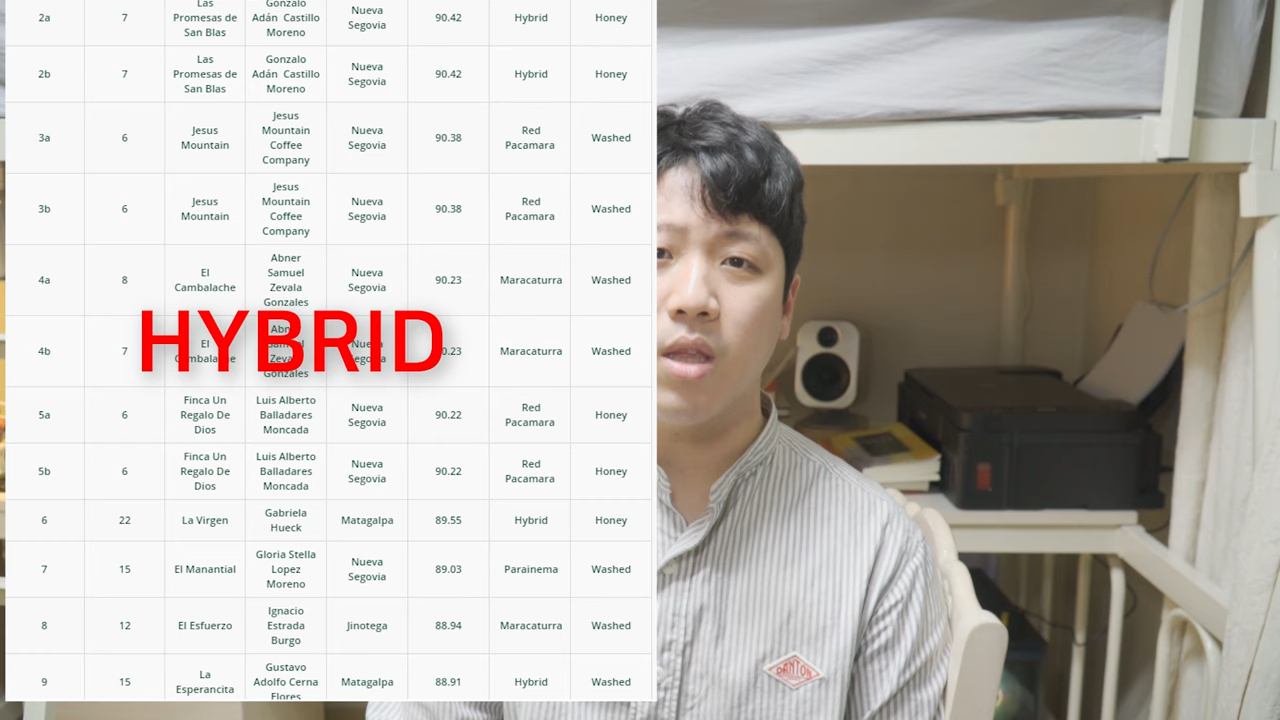 2a 7 Las Promesas de San Blas Gonzalo Adán Castillo Moreno Nueva Segovia 90.42 Hybrid Honey
2b 7 Las Promesas de San Blas Gonzalo Adán Castillo Moreno Nueva Segovia 90.42 Hybrid Honey
3a 6 Jesus Mountain Jesus Mountain Coffee Company Nueva Segovia 90.38 Red Pacamara Washed
3b 6 Jesus Mountain Jesus Mountain Coffee Company Nueva Segovia 90.38 Red Pacamara Washed
4a 8 El Cambalache Abner Samuel Zevala Gonzales Nueva Segovia 90.23 Maracaturra Washed
HYBRID
4b 7 El Gonzales Maracaturra Washed
5a 6 Finca Un Regalo De Dios Luis Alberto Balladares Moncada Nueva Segovia 90.22 Red Pacamara Honey
5b 6 Finca Un Regalo De Dios Luis Alberto Balladares Moncada Nueva Segovia 90.22 Red Pacamara Honey
6 22 La Virgen Gabriela Hueck Matagalpa 89.55 Hybrid Honey
7 15 El Manantial Gloria Stella Lopez Moreno Nueva Segovia 89.03 Parainema Washed
8 12 El Esfuerzo Ignacio Estrada Burgo Jinotega 88.94 Maracaturra Washed
9 15 La Esperancita Gustavo Adolfo Cerna Flores Matagalpa 88.91 Hybrid Washed
DANTON